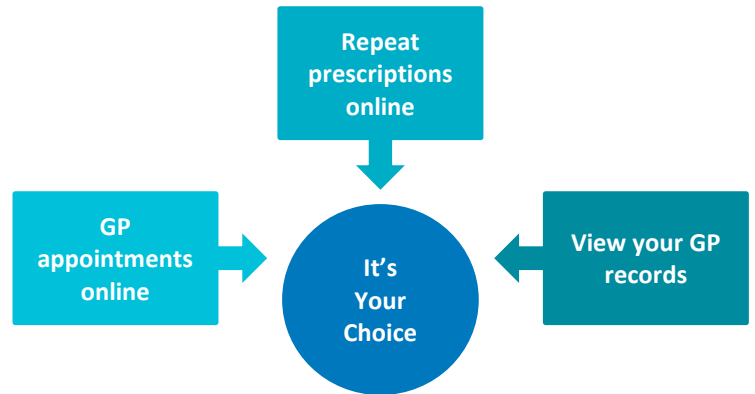 Repeat
prescriptions
online
GP
appointments
online
It's
Your
Choice
View your GP
records